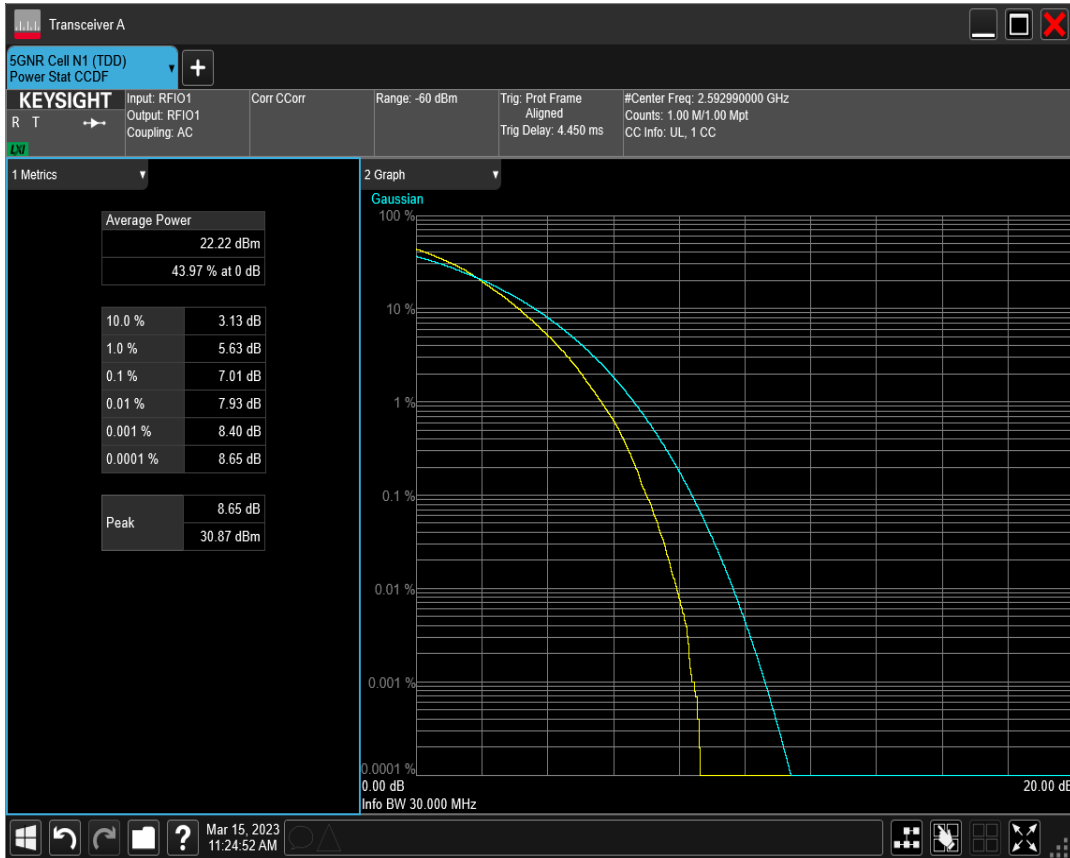 Transceiver A
5GNR Cell N1 (TDD)
Power Stat CCDF
+
KEYSIGHT
R T
LXI
Input: RFIO1
Output: RFIO1
Coupling: AC
Corr CCorr
Range: -60 dBm
Trig: Prot Frame
Aligned
Trig Delay: 4.450 ms
#Center Freq: 2.592990000 GHz
Counts: 1.00 M/1.00 Mpt
CC Info: UL, 1 CC
1 Metrics
Average Power
22.22 dBm
43.97 % at 0 dB
10.0 % 3.13 dB
1.0 % 5.63 dB
0.1 % 7.01 dB
0.01 % 7.93 dB
0.001 % 8.40 dB
0.0001 % 8.65 dB
Peak 8.65 dB
30.87 dBm
2 Graph
Gaussian
100 %
10 %
1 %
0.1 %
0.01 %
0.001 %
0.0001 %
0.00 dB 20.00 dB
Info BW 30.000 MHz
?
Mar 15, 2023
11:24:52 AM